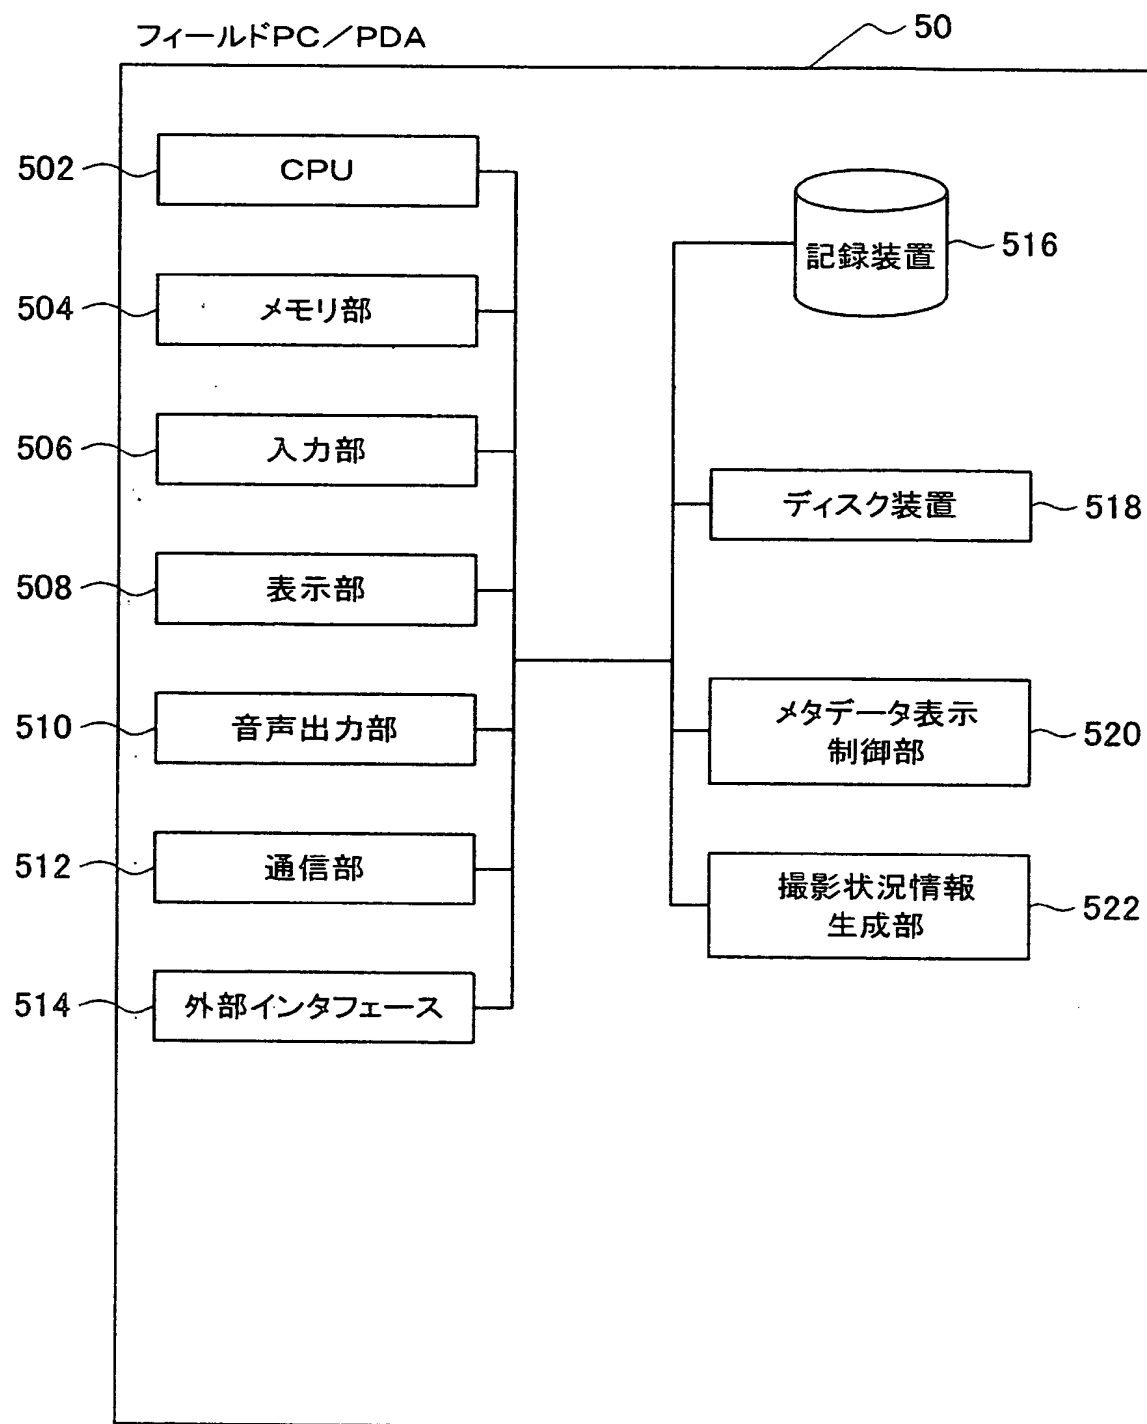 フィールドPC／PDA
50
502
CPU
504
メモリ部
506
入力部
508
表示部
510
音声出力部
512
通信部
514
外部インタフェース
記録装置
516
ディスク装置
518
メタデータ表示
制御部
520
撮影状況情報
生成部
522